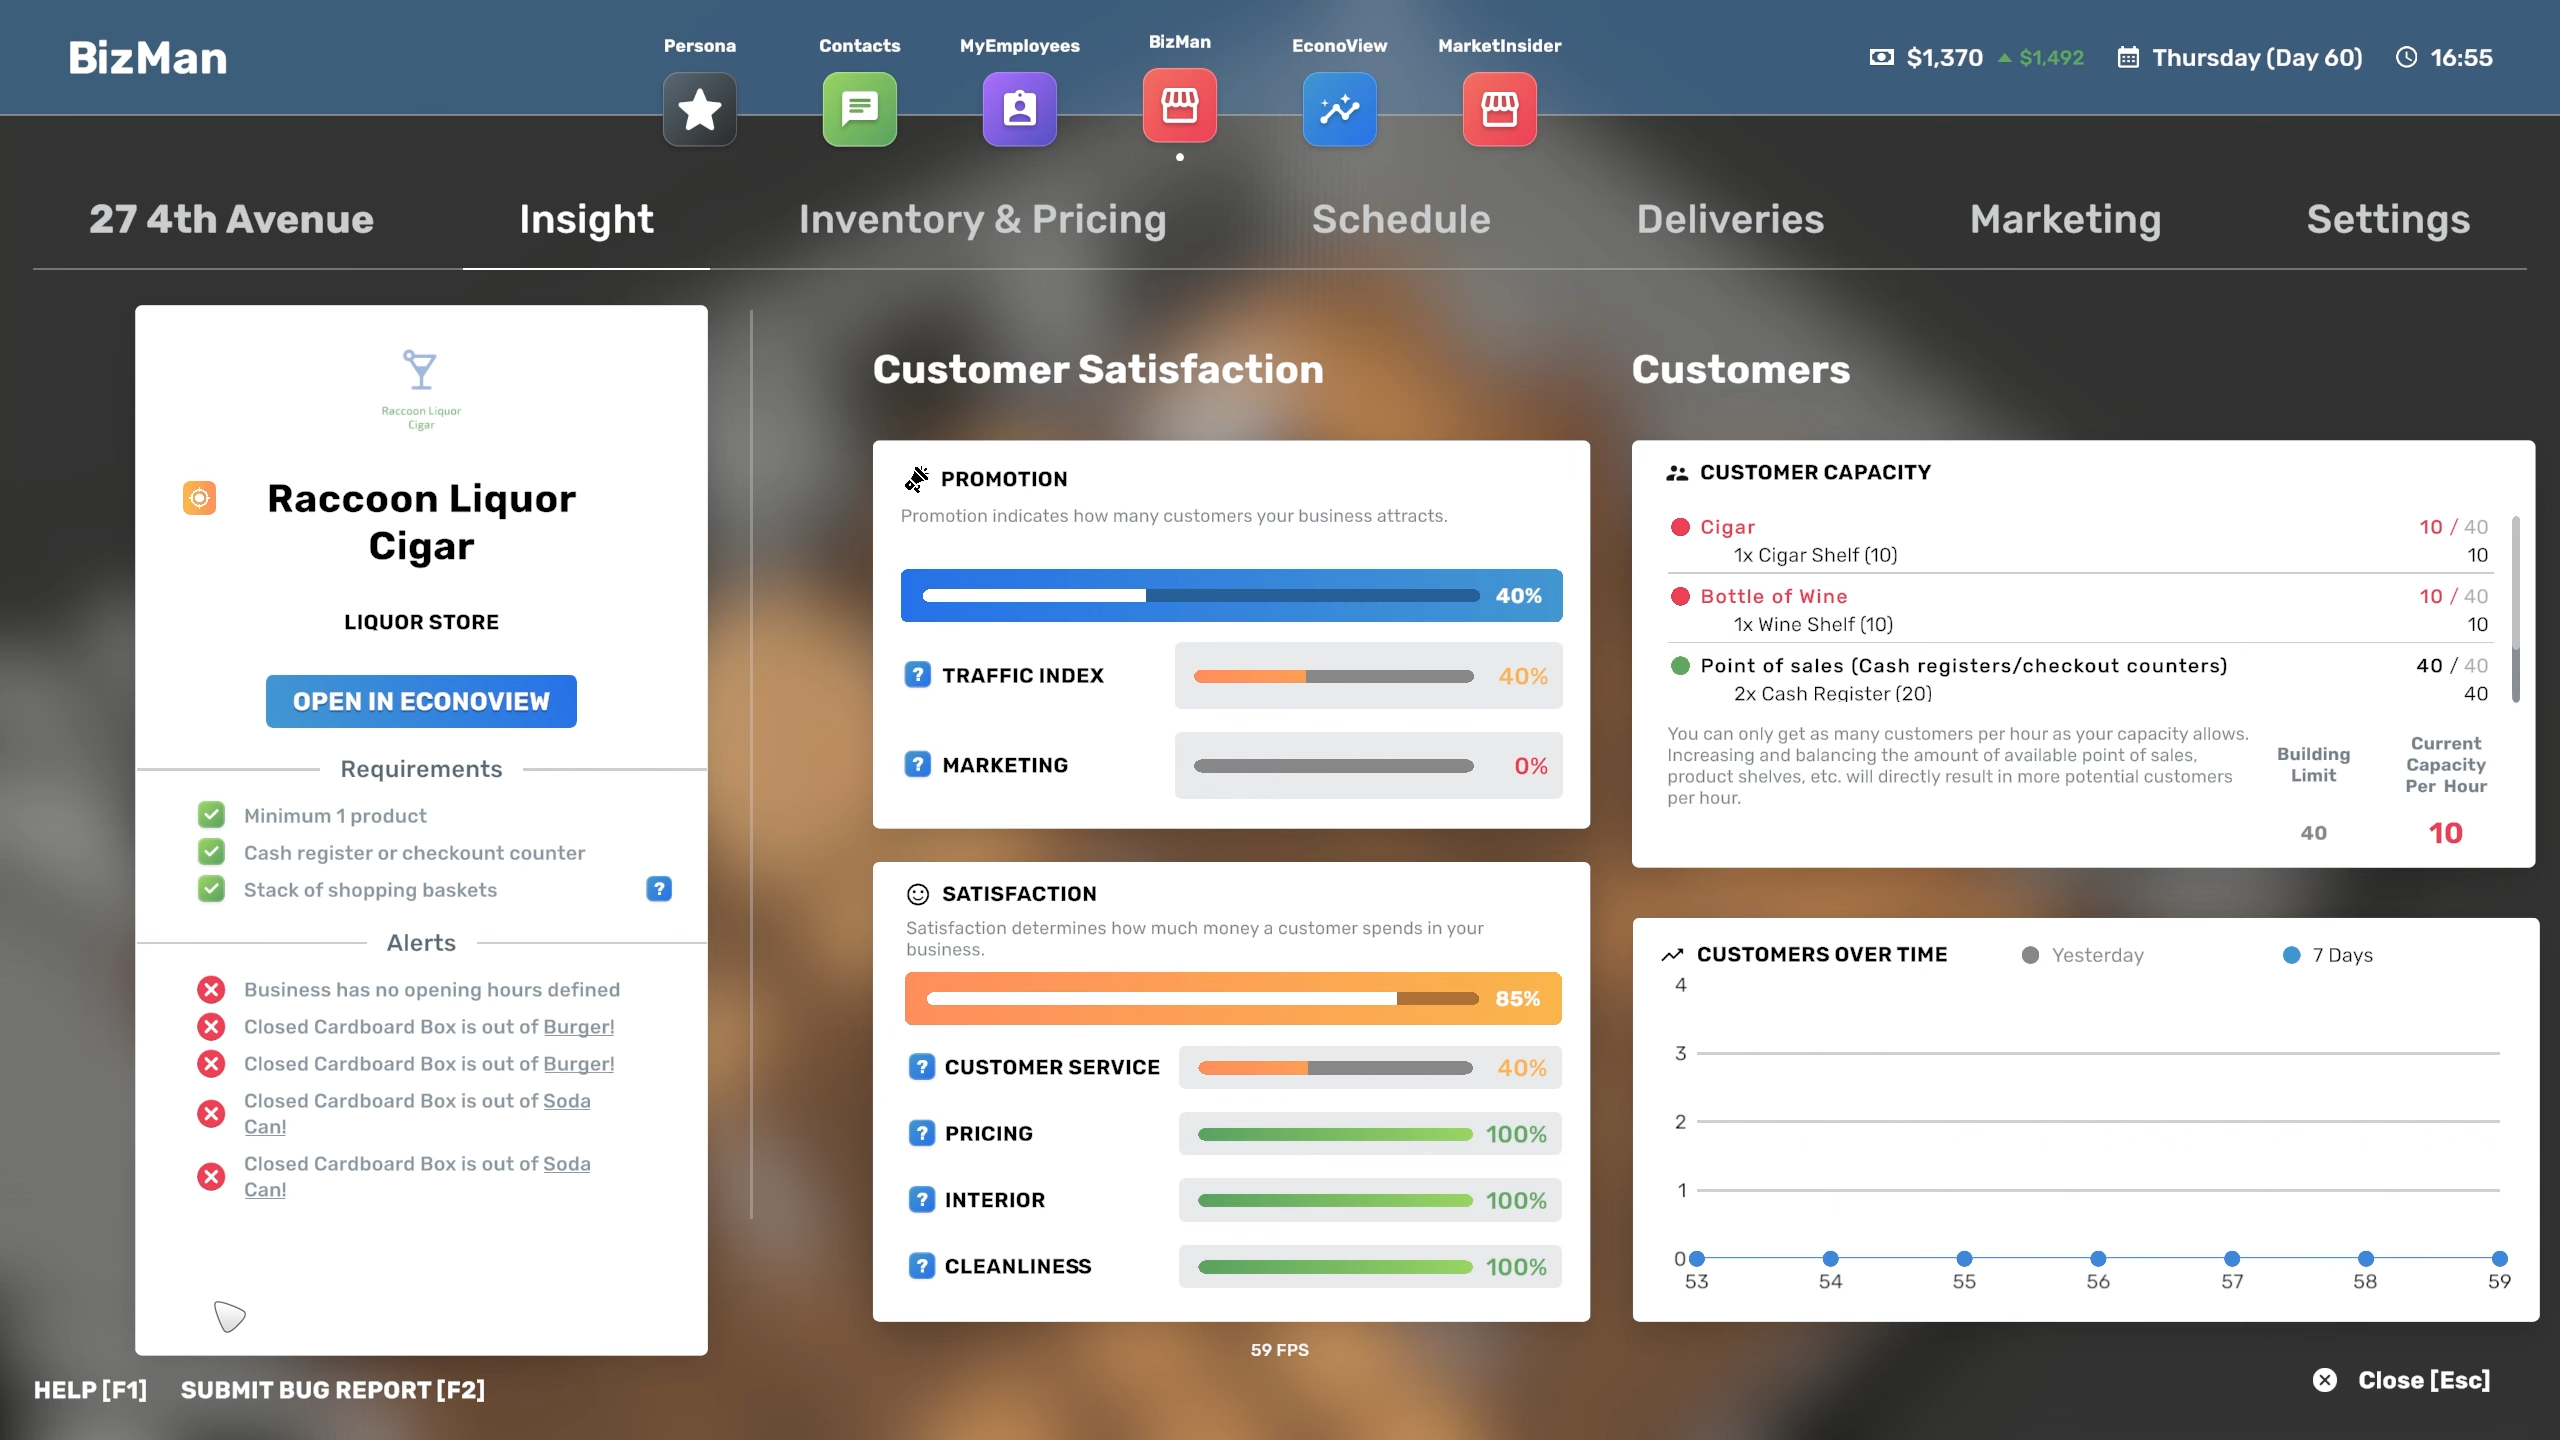 BizMan
Persona
Contacts
MyEmployees
BizMan
EconoView
MarketInsider
$1,370
$1,492
Thursday (Day 60)
16:55
27 4th Avenue
Insight
Inventory & Pricing
Schedule
Deliveries
Marketing
Settings
Raccoon Liquor
Cigar
Raccoon Liquor
Cigar
LIQUOR STORE
OPEN IN ECONOVIEW
Requirements
Minimum 1 product
Cash register or checkount counter
Stack of shopping baskets
?
Alerts
Business has no opening hours defined
Closed Cardboard Box is out of Burger!
Closed Cardboard Box is out of Burger!
Closed Cardboard Box is out of Soda
Can!
Closed Cardboard Box is out of Soda
Can!
Customer Satisfaction
PROMOTION
Promotion indicates how many customers your business attracts.
40%
? TRAFFIC INDEX 40%
? MARKETING 0%
SATISFACTION
Satisfaction determines how much money a customer spends in your
business.
85%
? CUSTOMER SERVICE 40%
? PRICING 100%
? INTERIOR 100%
? CLEANLINESS 100%
Customers
CUSTOMER CAPACITY
Cigar 10 / 40
1x Cigar Shelf (10) 10
Bottle of Wine 10 / 40
1x Wine Shelf (10) 10
Point of sales (Cash registers/checkout counters) 40 / 40
2x Cash Register (20) 40
You can only get as many customers per hour as your capacity allows.
Increasing and balancing the amount of available point of sales,
product shelves, etc. will directly result in more potential customers
per hour.
Building
Limit
40
Current
Capacity
Per Hour
10
CUSTOMERS OVER TIME
Yesterday
7 Days
4
3
2
1
0
53 54 55 56 57 58 59
59 FPS
HELP [F1]
SUBMIT BUG REPORT [F2]
Close [Esc]